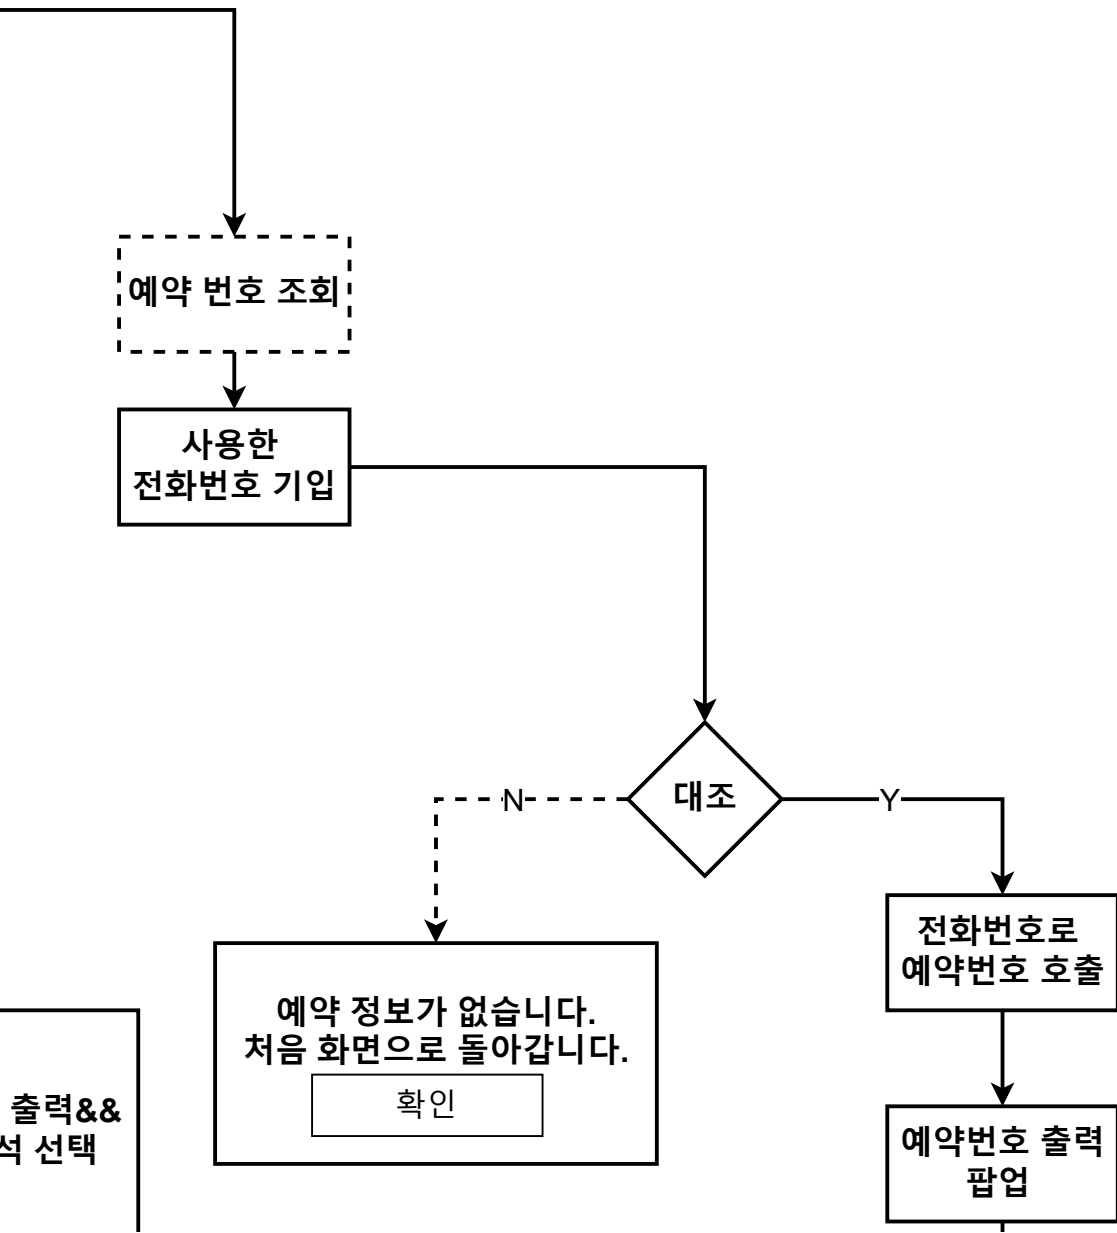 예약 번호 조회
사용한
전화번호 기입
대조
N
Y
전화번호로
예약번호 호출
예약 정보가 없습니다.
처음 화면으로 돌아갑니다.
확인
출력&&
석 선택
예약번호 출력
팝업